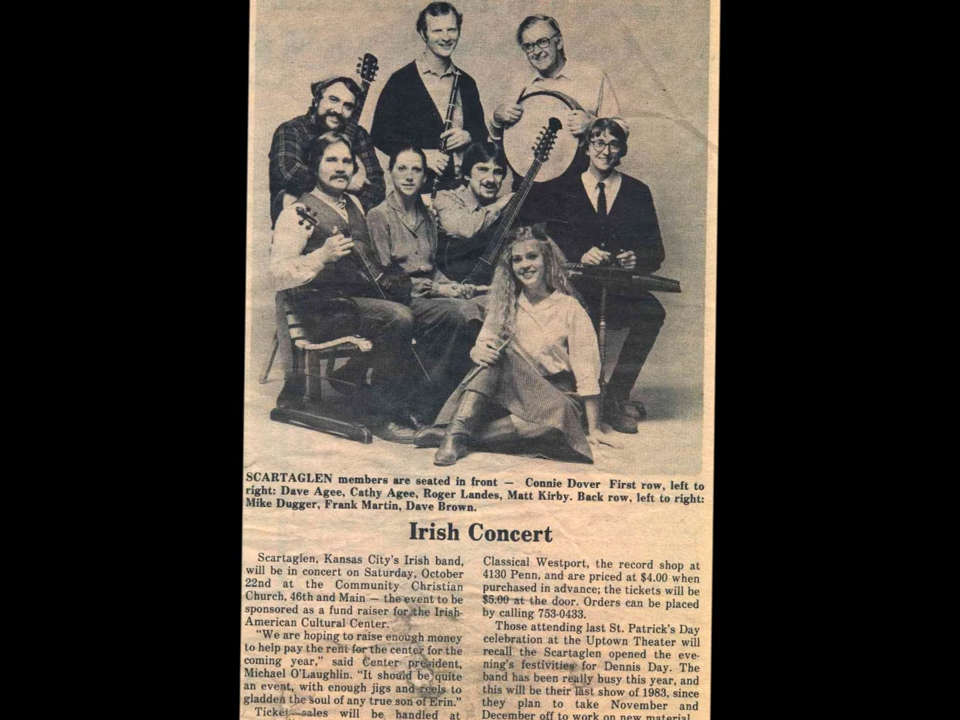 SCARTAGLEN members are seated in front — Connie Dover First row, left to
right: Dave Agee, Cathy Agee, Roger Landes, Matt Kirby. Back row, left to right:
Mike Dugger, Frank Martin, Dave Brown.
Irish Concert
Scartaglen, Kansas City's Irish band,
will be in concert on Saturday, October
22nd at the Community Christian
Church, 46th and Main — the event to be
sponsored as a fund raiser for the Irish-
American Cultural Center.
"We are hoping to raise enough money
to help pay the rent for the center for the
coming year," said Center president,
Michael O'Laughlin. "It should be quite
an event, with enough jigs and reels to
gladden the soul of any true son of Erin."
Ticket sales will be handled at
Classical Westport, the record shop at
4130 Penn, and are priced at $4.00 when
purchased in advance; the tickets will be
$5.00 at the door. Orders can be placed
by calling 753-0433.
Those attending last St. Patrick's Day
celebration at the Uptown Theater will
recall the Scartaglen opened the eve-
ning's festivities for Dennis Day. The
band has been really busy this year, and
this will be their last show of 1983, since
they plan to take November and
December off to work on new material.